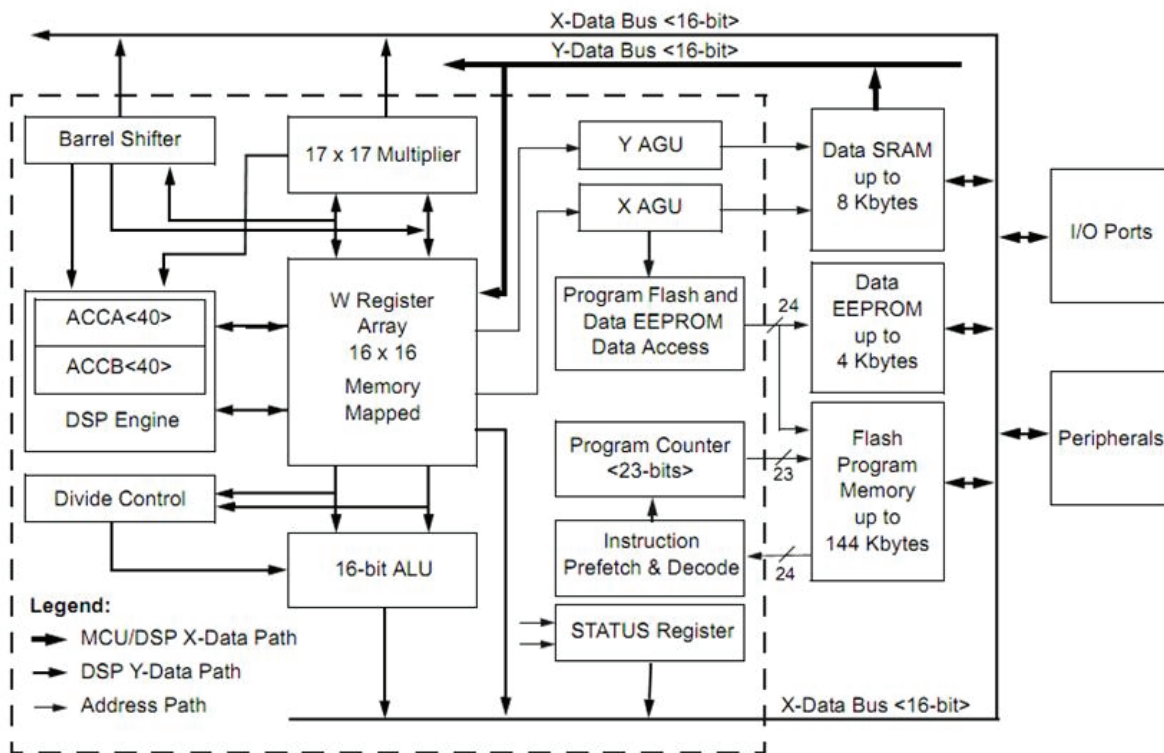 X-Data Bus <16-bit>
Y-Data Bus <16-bit>
Barrel Shifter
17 x 17 Multiplier
Y AGU
X AGU
Data SRAM
up to
8 Kbytes
I/O Ports
W Register
Array
16 x 16
Memory
Mapped
Program Flash and
Data EEPROM
Data Access
24
Data
EEPROM
up to
4 Kbytes
ACCA<40>
ACCB<40>
DSP Engine
Program Counter
<23-bits>
23
Flash
Program
Memory
up to
144 Kbytes
Peripherals
Divide Control
16-bit ALU
Instruction
Prefetch & Decode
24
STATUS Register
Legend:
MCU/DSP X-Data Path
DSP Y-Data Path
Address Path
X-Data Bus <16-bit>